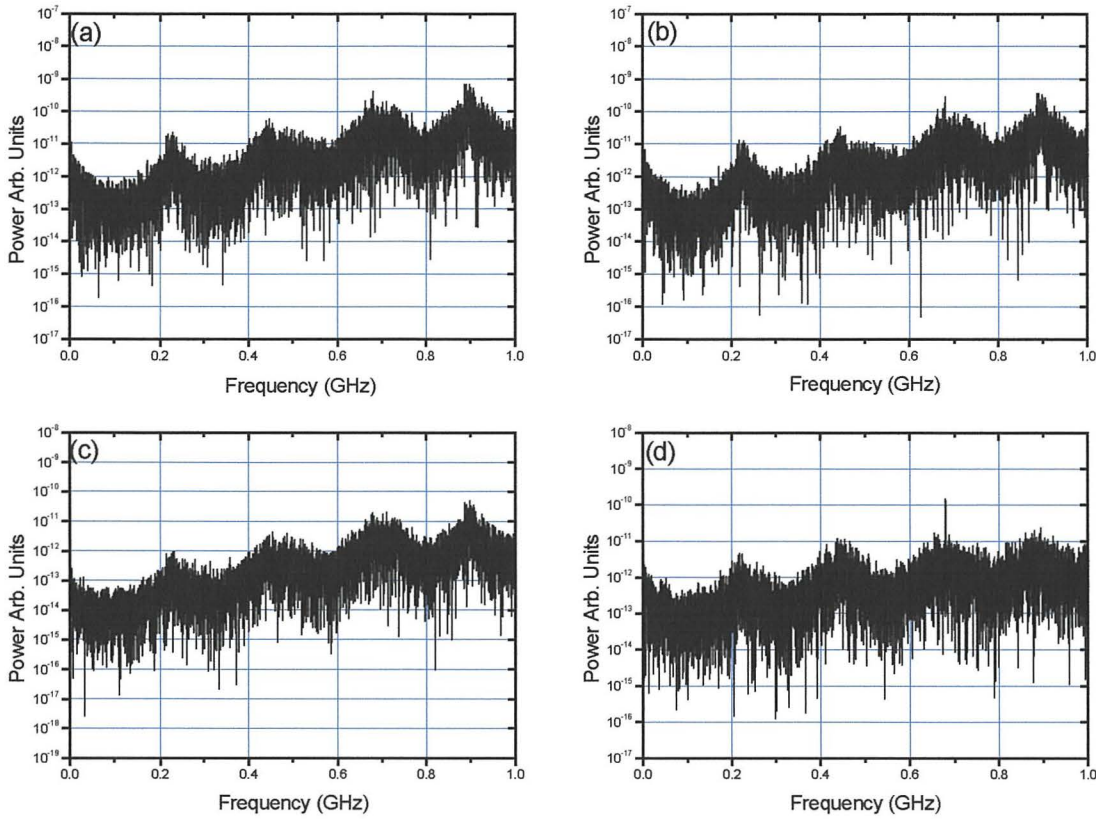 (a)
Power Arb. Units
10⁻⁷
10⁻⁸
10⁻⁹
10⁻¹⁰
10⁻¹¹
10⁻¹²
10⁻¹³
10⁻¹⁴
10⁻¹⁵
10⁻¹⁶
10⁻¹⁷
0.0 0.2 0.4 0.6 0.8 1.0
Frequency (GHz)
(b)
Power Arb. Units
10⁻⁷
10⁻⁸
10⁻⁹
10⁻¹⁰
10⁻¹¹
10⁻¹²
10⁻¹³
10⁻¹⁴
10⁻¹⁵
10⁻¹⁶
10⁻¹⁷
0.0 0.2 0.4 0.6 0.8 1.0
Frequency (GHz)
(c)
Power Arb. Units
10⁻⁸
10⁻⁹
10⁻¹⁰
10⁻¹¹
10⁻¹²
10⁻¹³
10⁻¹⁴
10⁻¹⁵
10⁻¹⁶
10⁻¹⁷
10⁻¹⁸
10⁻¹⁹
0.0 0.2 0.4 0.6 0.8 1.0
Frequency (GHz)
(d)
Power Arb. Units
10⁻⁸
10⁻⁹
10⁻¹⁰
10⁻¹¹
10⁻¹²
10⁻¹³
10⁻¹⁴
10⁻¹⁵
10⁻¹⁶
10⁻¹⁷
0.0 0.2 0.4 0.6 0.8 1.0
Frequency (GHz)